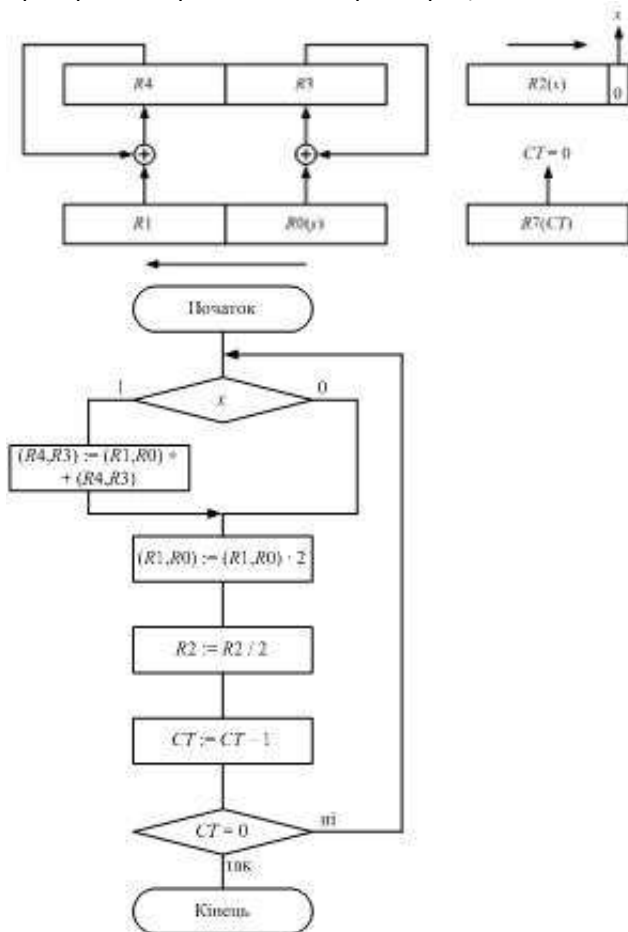 x
R4 R3 R2(x) 0
CT = 0
R1 R0(y) R7(CT)
Початок
1 x 0
(R4,R3) := (R1,R0) +
+ (R4,R3)
(R1,R0) := (R1,R0) · 2
R2 := R2 / 2
CT := CT − 1
CT = 0 ні
так
Кінець